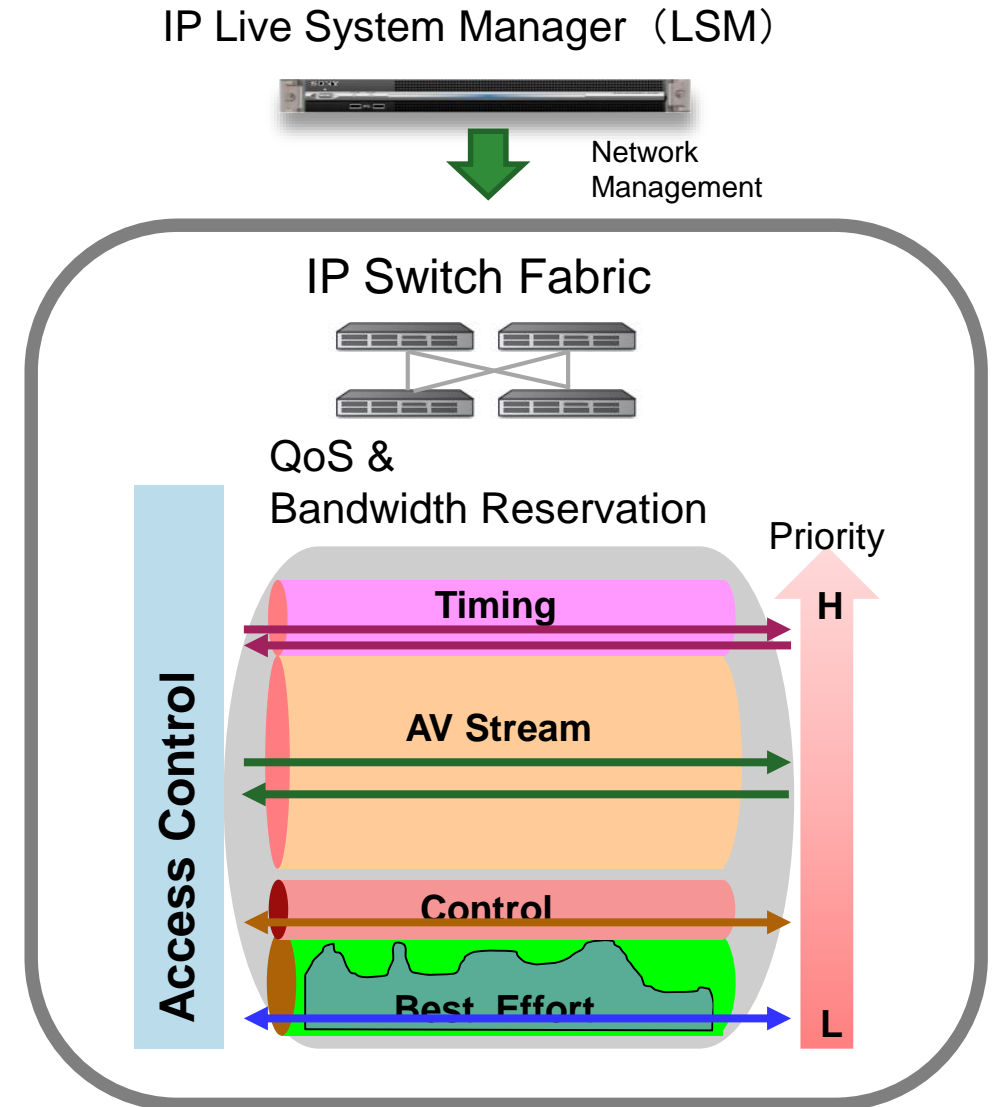 IP Live System Manager（LSM）
SONY
Network
Management
IP Switch Fabric
QoS &
Bandwidth Reservation
Priority
Timing
H
AV Stream
Access Control
Control
Best Effort
L